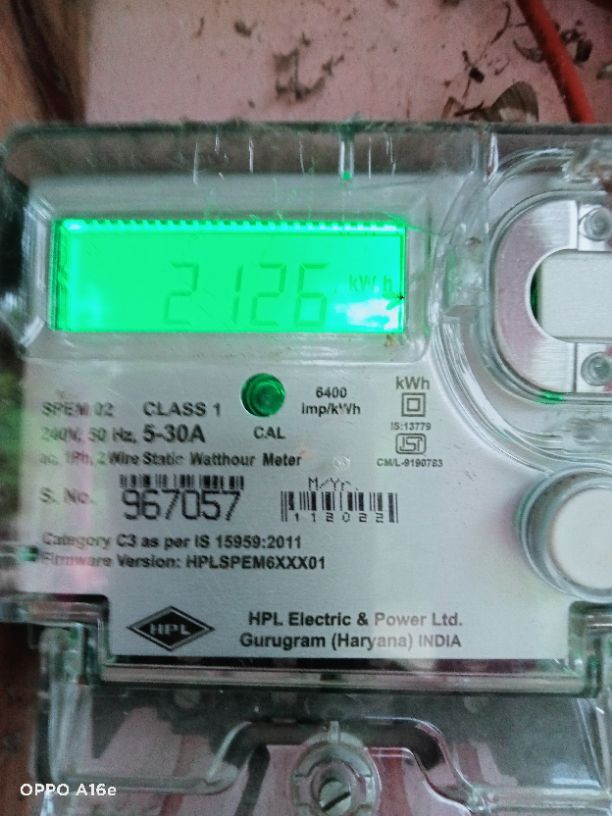 2126 kWh
SPEM 02 CLASS 1
240V, 50 Hz, 5-30A
ac, 1Ph, 2 Wire Static Watthour Meter
CAL
6400
imp/kWh
kWh
IS:13779
ISI
CM/L-9190783
S. No. 967057
M/Yr.
112022
Category C3 as per IS 15959:2011
Firmware Version: HPLSPEM6XXX01
HPL
HPL Electric & Power Ltd.
Gurugram (Haryana) INDIA
OPPO A16e